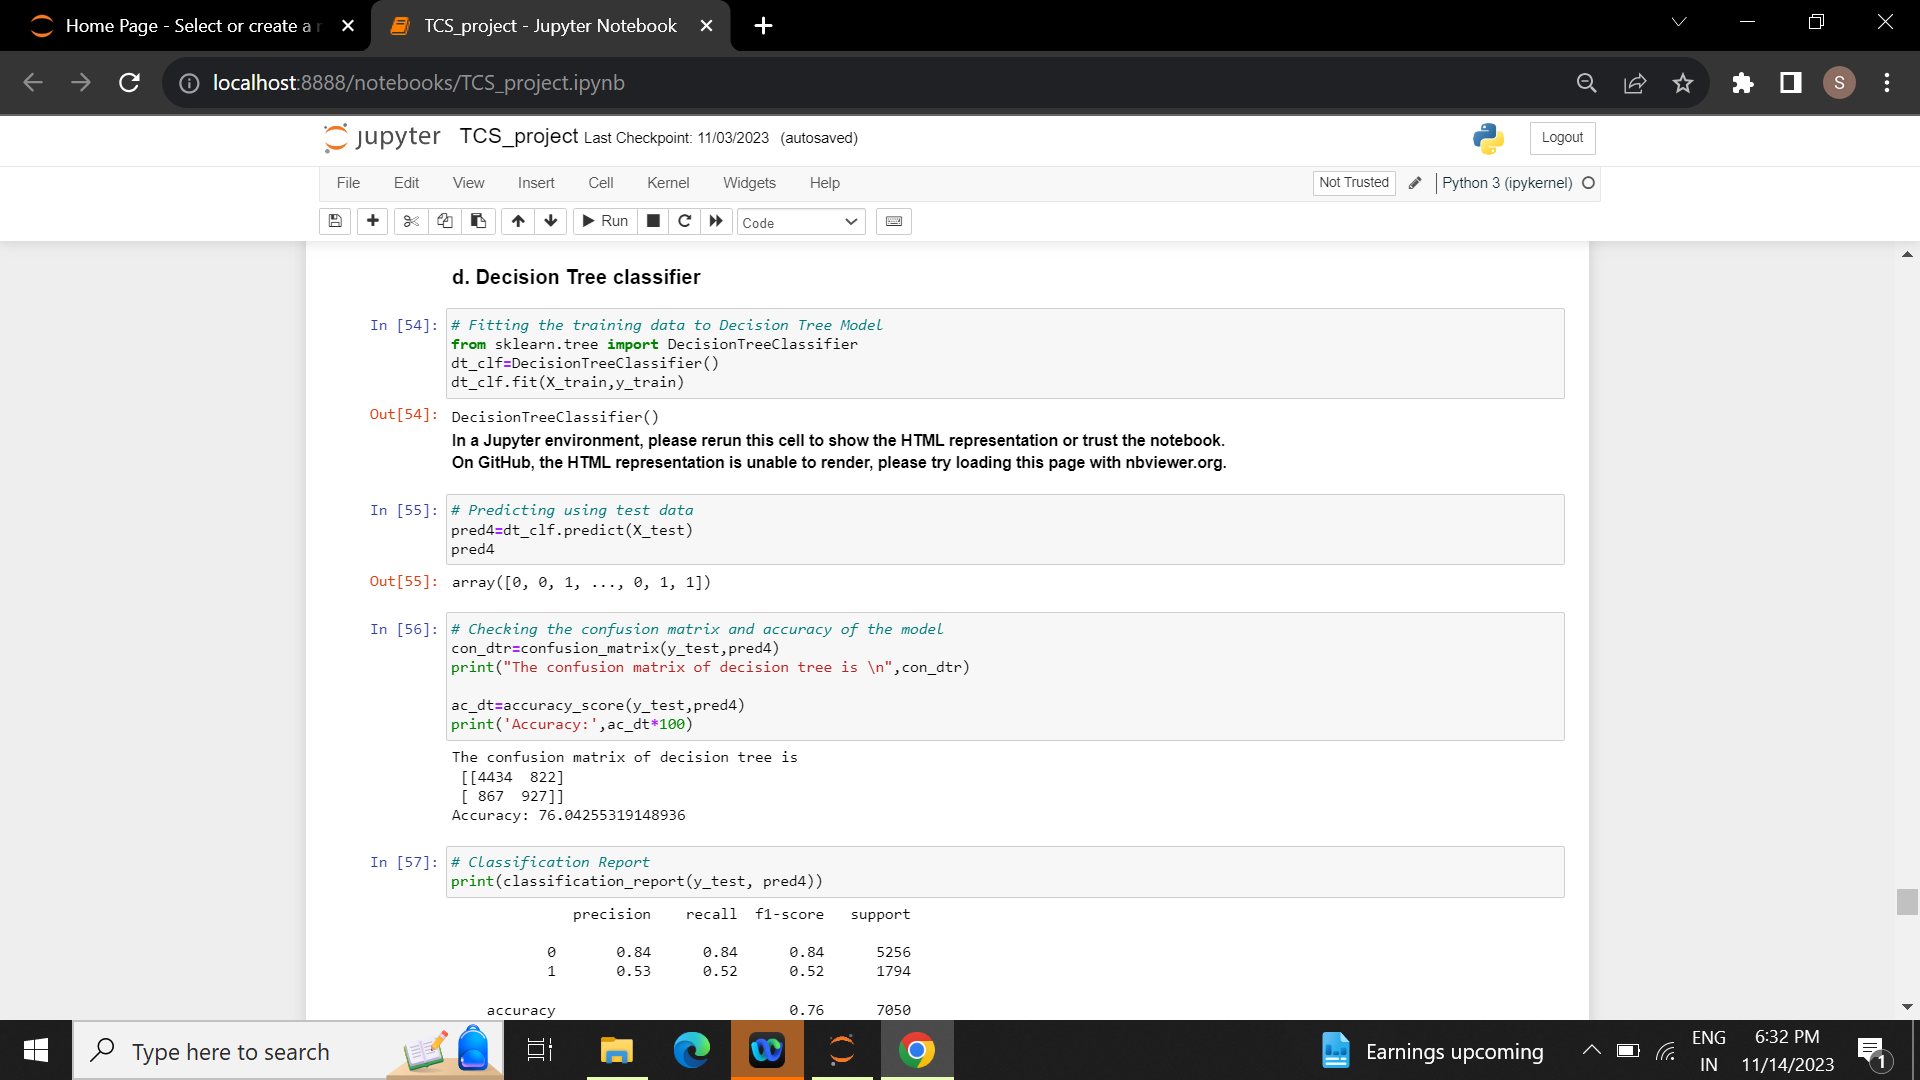 Home Page - Select or create a n
TCS_project - Jupyter Notebook
localhost:8888/notebooks/TCS_project.ipynb
S
jupyter TCS_project Last Checkpoint: 11/03/2023 (autosaved)
Logout
File Edit View Insert Cell Kernel Widgets Help
Not Trusted
Python 3 (ipykernel)
Run
Code
d. Decision Tree classifier
In [54]: # Fitting the training data to Decision Tree Model
from sklearn.tree import DecisionTreeClassifier
dt_clf=DecisionTreeClassifier()
dt_clf.fit(X_train,y_train)
Out[54]: DecisionTreeClassifier()
In a Jupyter environment, please rerun this cell to show the HTML representation or trust the notebook.
On GitHub, the HTML representation is unable to render, please try loading this page with nbviewer.org.
In [55]: # Predicting using test data
pred4=dt_clf.predict(X_test)
pred4
Out[55]: array([0, 0, 1, ..., 0, 1, 1])
In [56]: # Checking the confusion matrix and accuracy of the model
con_dtr=confusion_matrix(y_test,pred4)
print("The confusion matrix of decision tree is \n",con_dtr)
ac_dt=accuracy_score(y_test,pred4)
print('Accuracy:',ac_dt*100)
The confusion matrix of decision tree is
[[4434 822]
[ 867 927]]
Accuracy: 76.04255319148936
In [57]: # Classification Report
print(classification_report(y_test, pred4))
precision recall f1-score support
0 0.84 0.84 0.84 5256
1 0.53 0.52 0.52 1794
accuracy 0.76 7050
Type here to search
Earnings upcoming
ENG
IN
6:32 PM
11/14/2023
1